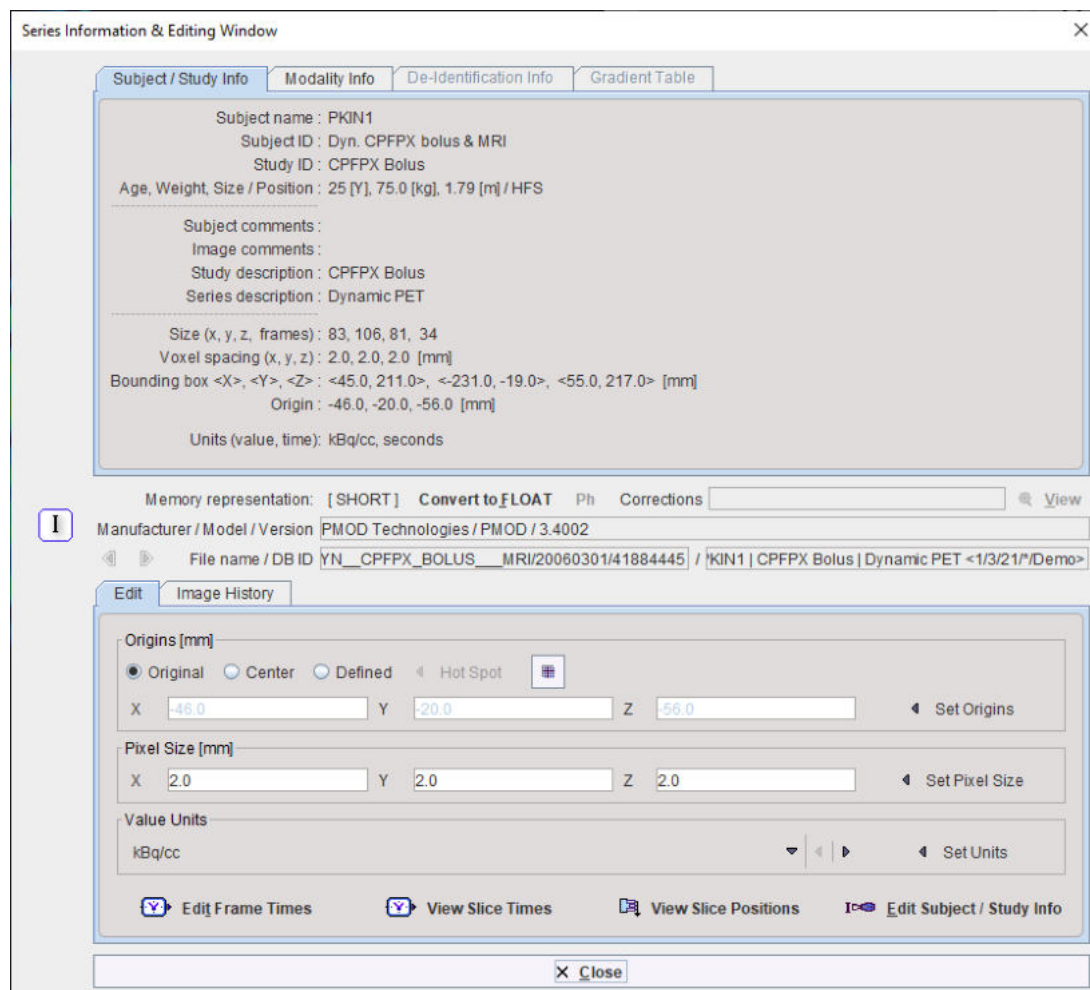 Series Information & Editing Window
Subject / Study Info Modality Info De-Identification Info Gradient Table
Subject name : PKIN1
Subject ID : Dyn. CPFPX bolus & MRI
Study ID : CPFPX Bolus
Age, Weight, Size / Position : 25 [Y], 75.0 [kg], 1.79 [m] / HFS
Subject comments :
Image comments :
Study description : CPFPX Bolus
Series description : Dynamic PET
Size (x, y, z, frames) : 83, 106, 81, 34
Voxel spacing (x, y, z) : 2.0, 2.0, 2.0 [mm]
Bounding box <X>, <Y>, <Z> : <45.0, 211.0>, <-231.0, -19.0>, <55.0, 217.0> [mm]
Origin : -46.0, -20.0, -56.0 [mm]
Units (value, time): kBq/cc, seconds
Memory representation: [ SHORT ] Convert to FLOAT Ph Corrections View
I Manufacturer / Model / Version PMOD Technologies / PMOD / 3.4002
File name / DB ID YN__CPFPX_BOLUS___MRI/20060301/41884445 / 'KIN1 | CPFPX Bolus | Dynamic PET <1/3/21/*/Demo>
Edit Image History
Origins [mm]
Original Center Defined Hot Spot
X -46.0 Y -20.0 Z -56.0 Set Origins
Pixel Size [mm]
X 2.0 Y 2.0 Z 2.0 Set Pixel Size
Value Units
kBq/cc Set Units
Edit Frame Times View Slice Times View Slice Positions Edit Subject / Study Info
Close